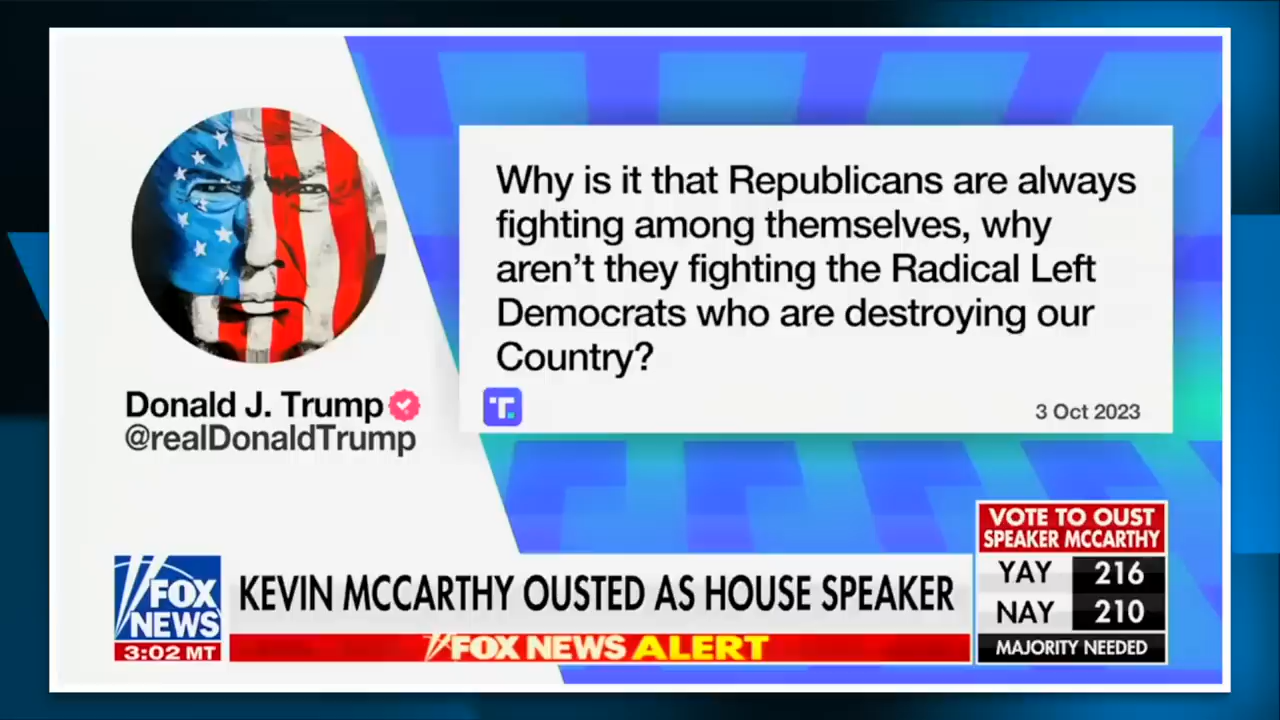 Why is it that Republicans are always
fighting among themselves, why
aren't they fighting the Radical Left
Democrats who are destroying our
Country?
T.
3 Oct 2023
Donald J. Trump
@realDonaldTrump
VOTE TO OUST
SPEAKER MCCARTHY
YAY 216
NAY 210
MAJORITY NEEDED
KEVIN MCCARTHY OUSTED AS HOUSE SPEAKER
FOX NEWS ALERT
FOX
NEWS
3:02 MT